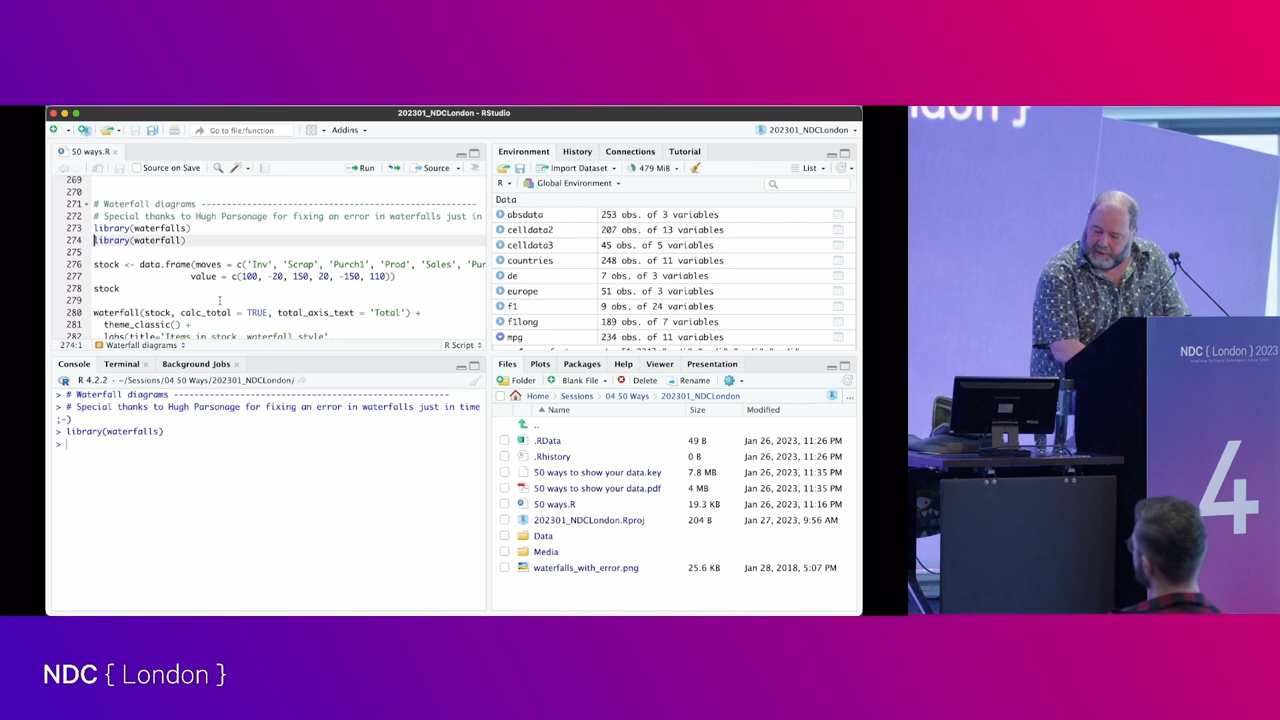 202301_NDCLondon - RStudio
Go to file/function
Addins
202301_NDCLondon
50 ways.R
Source on Save
Run
Source
269
270
271 # Waterfall diagrams ---------------------------------------------------
272 # Special thanks to Hugh Parsonage for fixing an error in waterfalls just in
273 library(waterfalls)
274 library(waterfall)
275
276 stock <- data.frame(moves = c('Inv', 'Scrap', 'Purch1', 'Prod', 'Sales', 'Pur
277 value = c(100, -20, 150, 20, -150, 110))
278 stock
279
280 waterfall(stock, calc_total = TRUE, total_axis_text = 'Total') +
281 theme_classic() +
282 labs(title='Items in stock, waterfall style'
274:1 Waterfall diagrams R Script
Console Terminal Background Jobs
R 4.2.2 · ~/Sessions/04 50 Ways/202301_NDCLondon/
> # Waterfall diagrams ---------------------------------------------------
> # Special thanks to Hugh Parsonage for fixing an error in waterfalls just in time
;-)
> library(waterfalls)
>
Environment History Connections Tutorial
Import Dataset 479 MiB List
R Global Environment
Data
absdata 253 obs. of 3 variables
celldata2 207 obs. of 13 variables
celldata3 45 obs. of 5 variables
countries 248 obs. of 11 variables
de 7 obs. of 3 variables
europe 51 obs. of 3 variables
f1 9 obs. of 24 variables
f1long 189 obs. of 7 variables
mpg 234 obs. of 11 variables
Files Plots Packages Help Viewer Presentation
Folder Blank File Delete Rename
Home Sessions 04 50 Ways 202301_NDCLondon
Name Size Modified
..
.RData 49 B Jan 26, 2023, 11:26 PM
.Rhistory 0 B Jan 26, 2023, 11:26 PM
50 ways to show your data.key 7.8 MB Jan 26, 2023, 11:35 PM
50 ways to show your data.pdf 4 MB Jan 26, 2023, 11:35 PM
50 ways.R 19.3 KB Jan 26, 2023, 11:16 PM
202301_NDCLondon.Rproj 204 B Jan 27, 2023, 9:56 AM
Data
Media
waterfalls_with_error.png 25.6 KB Jan 28, 2018, 5:07 PM
ondon }
NDC { London } 2023
4
NDC { London }